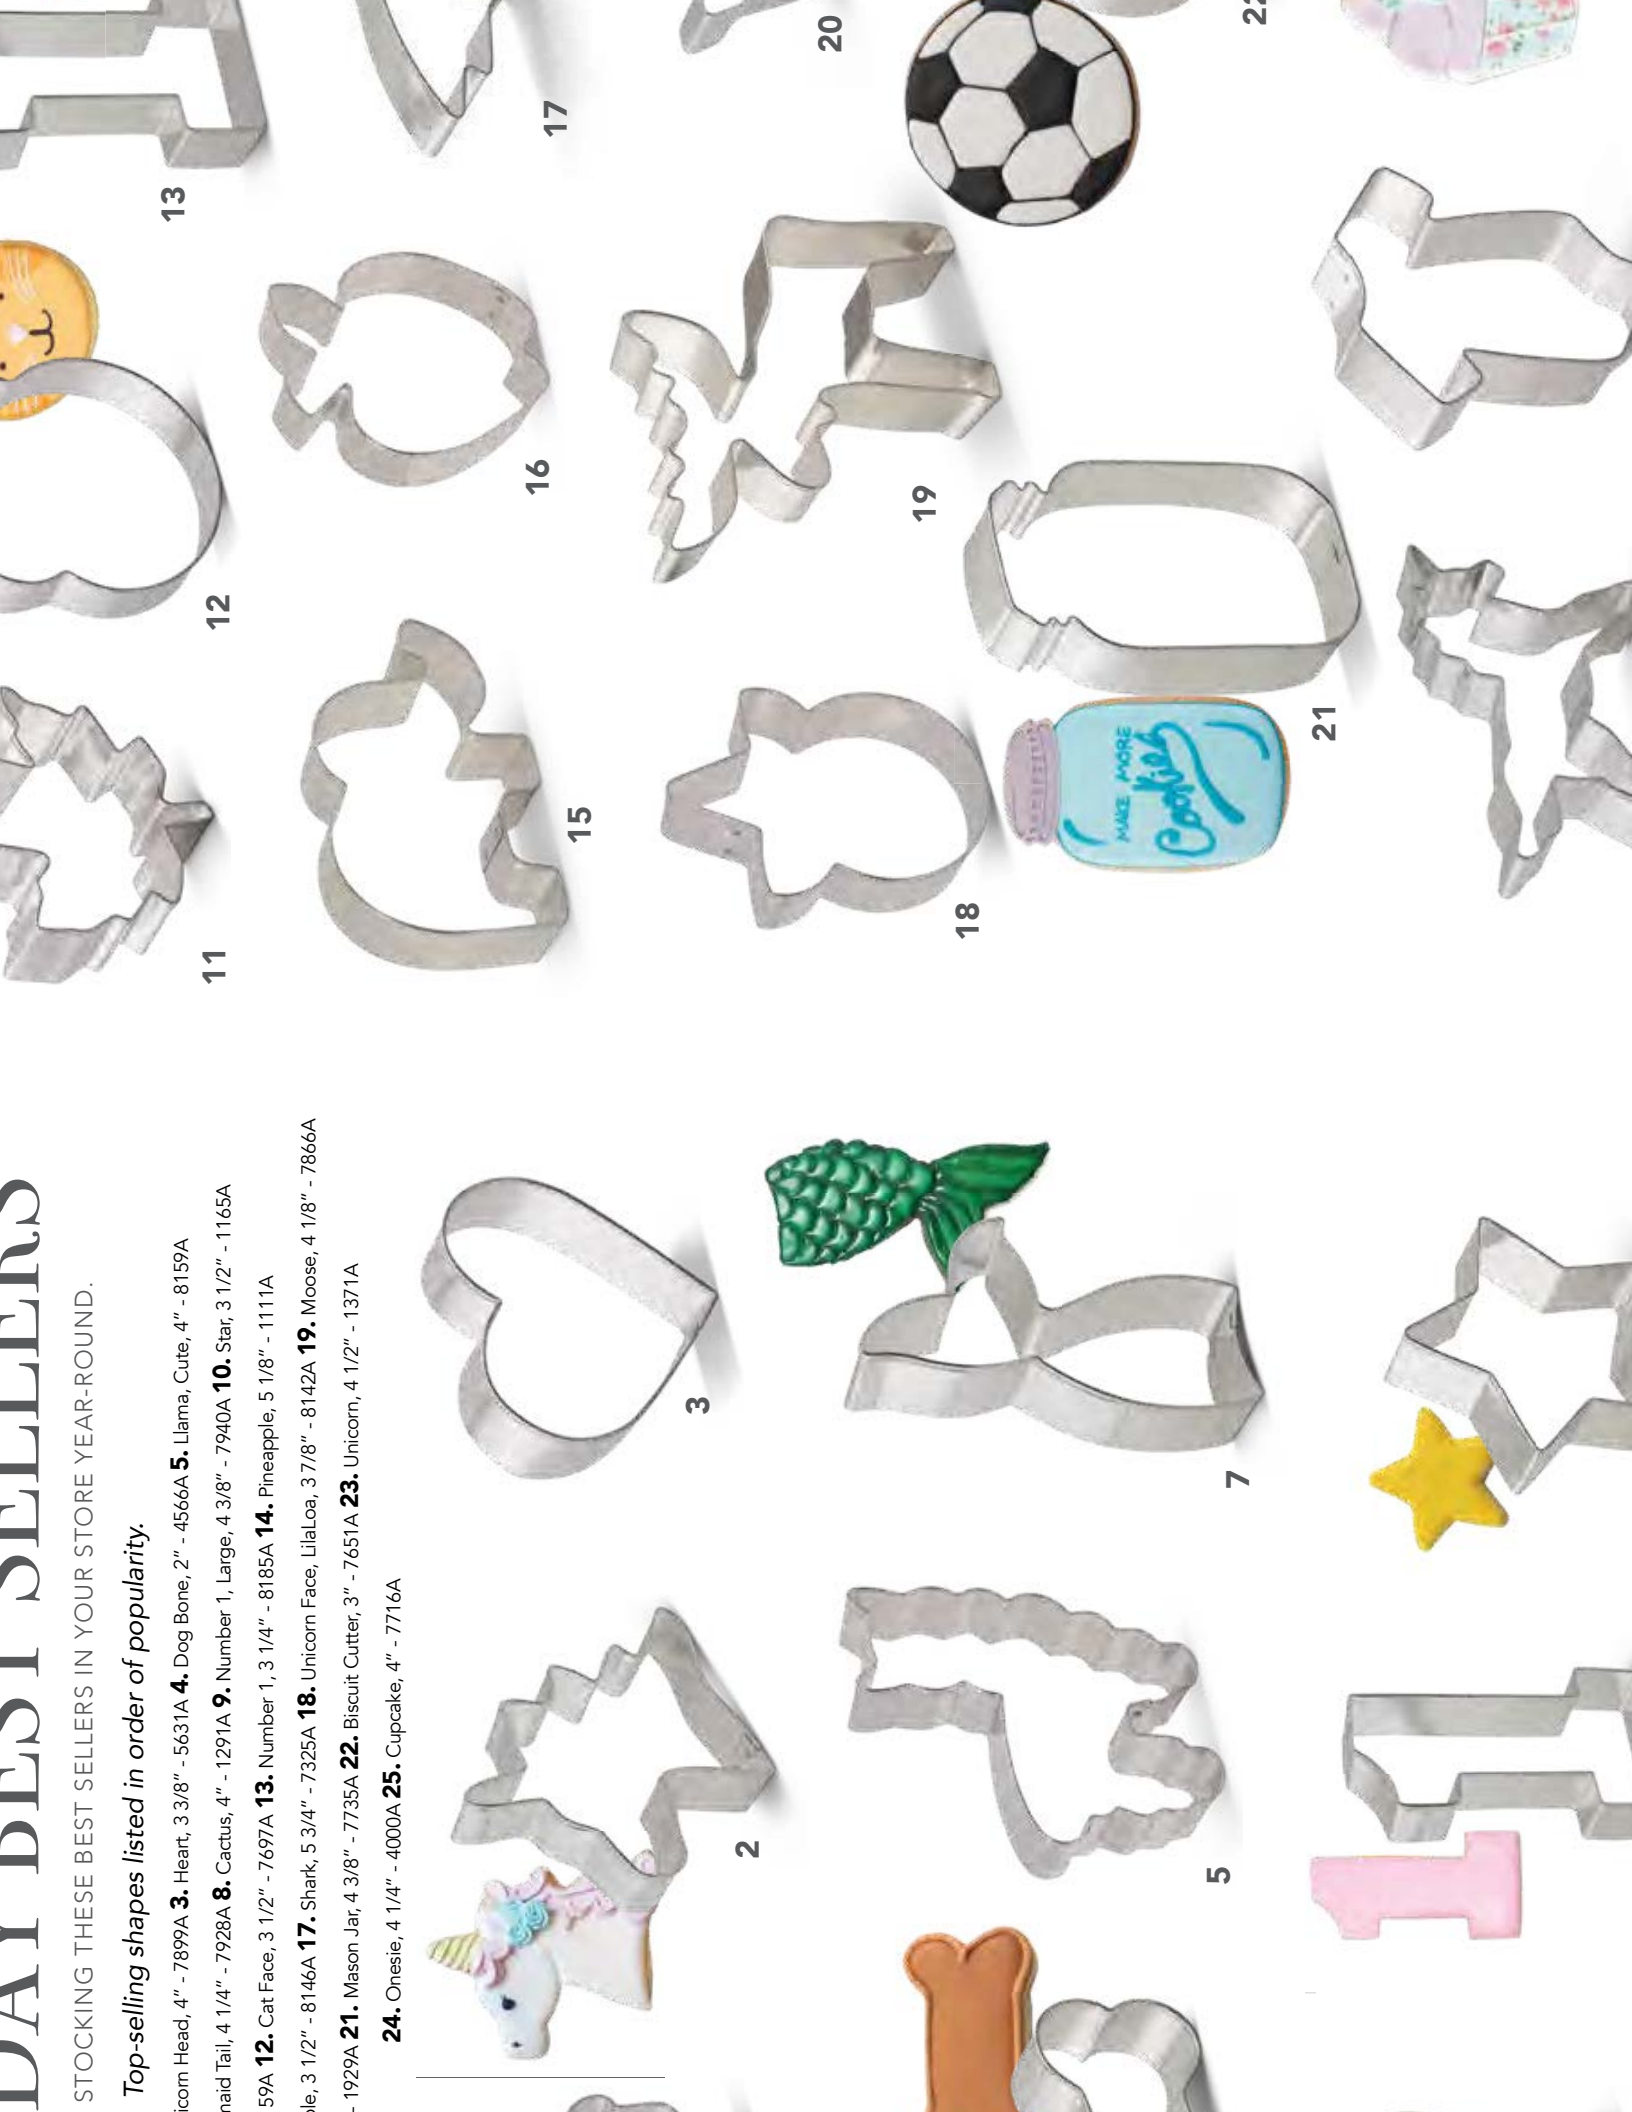 DAY BEST SELLERS
STOCKING THESE BEST SELLERS IN YOUR STORE YEAR-ROUND.
Top-selling shapes listed in order of popularity.
icorn Head, 4” - 7899A 3. Heart, 3 3/8” - 5631A 4. Dog Bone, 2” - 4566A 5. Llama, Cute, 4” - 8159A
maid Tail, 4 1/4” - 7928A 8. Cactus, 4” - 1291A 9. Number 1, Large, 4 3/8” - 7940A 10. Star, 3 1/2” - 1165A
59A 12. Cat Face, 3 1/2” - 7697A 13. Number 1, 3 1/4” - 8185A 14. Pineapple, 5 1/8” - 1111A
ple, 3 1/2” - 8146A 17. Shark, 5 3/4” - 7325A 18. Unicorn Face, LilaLoa, 3 7/8” - 8142A 19. Moose, 4 1/8” - 7866A
- 1929A 21. Mason Jar, 4 3/8” - 7735A 22. Biscuit Cutter, 3” - 7651A 23. Unicorn, 4 1/2” - 1371A
24. Onesie, 4 1/4” - 4000A 25. Cupcake, 4” - 7716A
2
3
5
7
11
12
13
15
16
17
18
19
20
MAKE MORE
Cookies
21
22